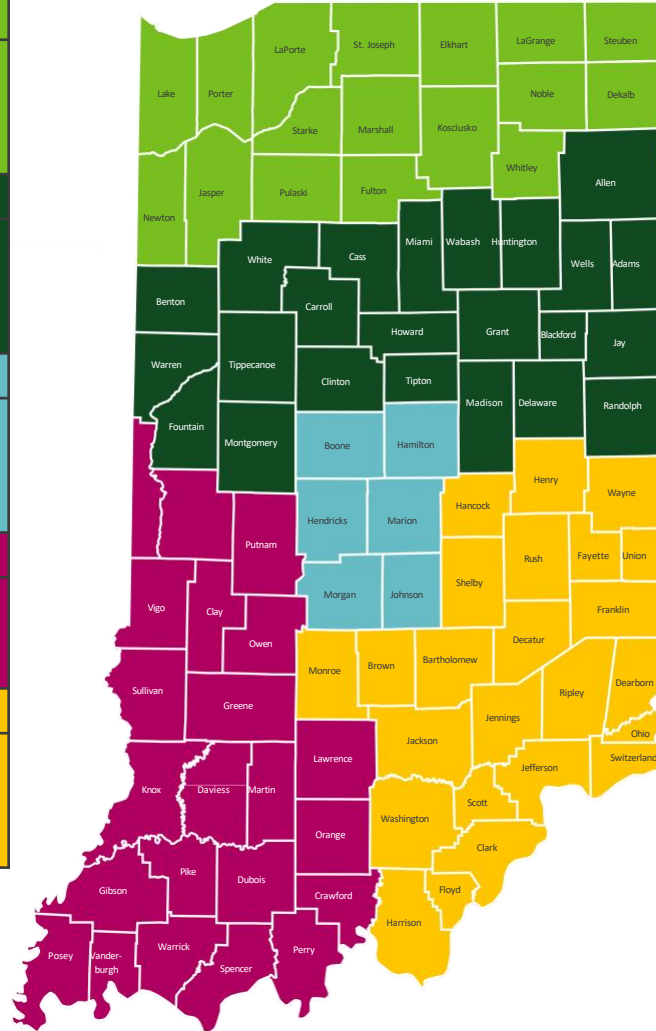 LaPorte
St. Joseph
Elkhart
LaGrange
Steuben
Lake
Porter
Noble
Dekalb
Starke
Marshall
Kosciusko
Whitley
Allen
Newton
Jasper
Pulaski
Fulton
White
Cass
Miami
Wabash
Huntington
Wells
Adams
Benton
Carroll
Howard
Grant
Blackford
Jay
Warren
Tippecanoe
Clinton
Tipton
Madison
Delaware
Randolph
Fountain
Montgomery
Boone
Hamilton
Henry
Wayne
Hancock
Hendricks
Marion
Putnam
Rush
Fayette
Union
Shelby
Vigo
Clay
Morgan
Johnson
Franklin
Owen
Decatur
Monroe
Brown
Bartholomew
Sullivan
Greene
Ripley
Dearborn
Jennings
Ohio
Lawrence
Jackson
Switzerland
Jefferson
Knox
Daviess
Martin
Scott
Washington
Orange
Clark
Pike
Dubois
Gibson
Crawford
Floyd
Harrison
Posey
Vander-
burgh
Warrick
Spencer
Perry